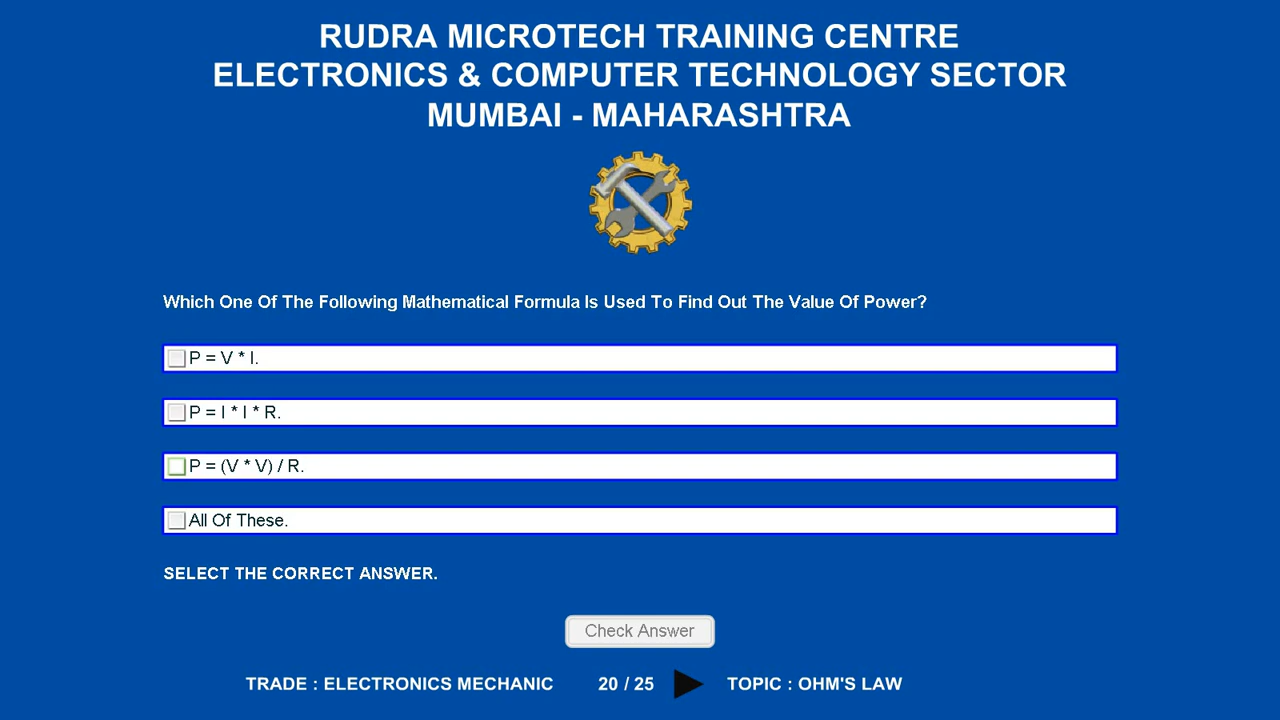 RUDRA MICROTECH TRAINING CENTRE
ELECTRONICS & COMPUTER TECHNOLOGY SECTOR
MUMBAI - MAHARASHTRA
Which One Of The Following Mathematical Formula Is Used To Find Out The Value Of Power?
P = V * I.
P = I * I * R.
P = (V * V) / R.
All Of These.
SELECT THE CORRECT ANSWER.
Check Answer
TRADE : ELECTRONICS MECHANIC 20 / 25 TOPIC : OHM'S LAW